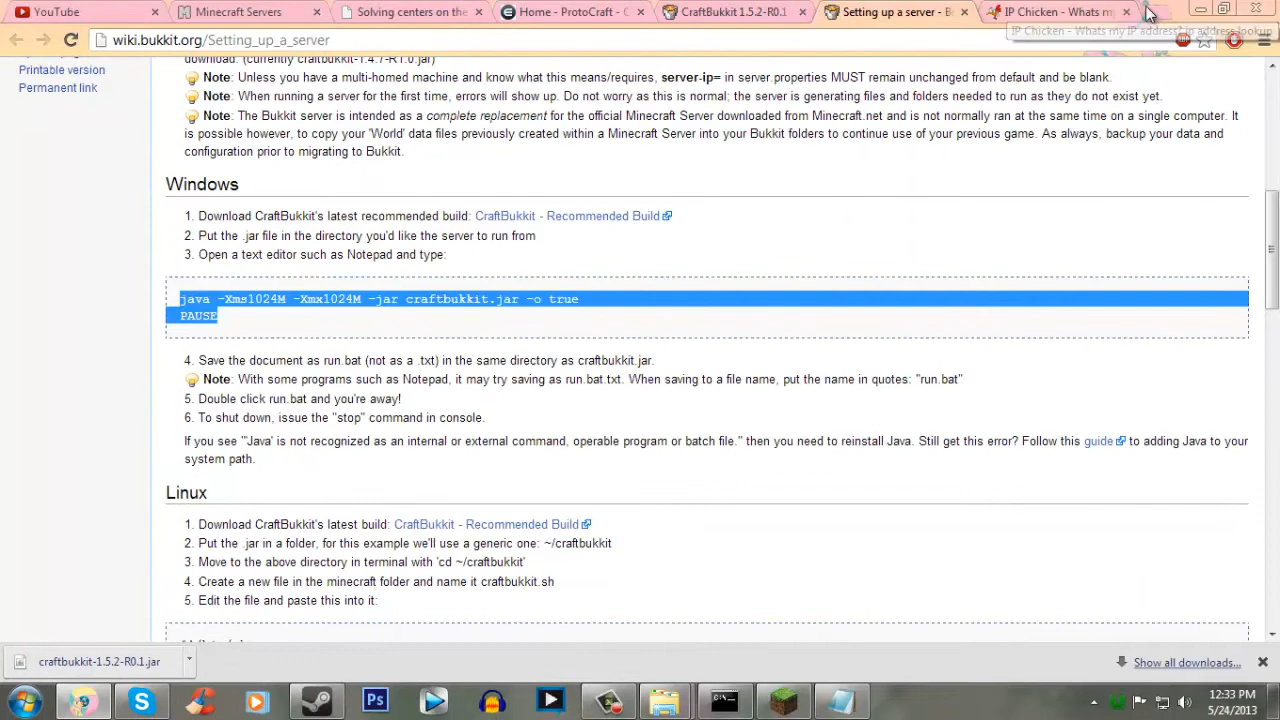 YouTube
Minecraft Servers
Solving centers on the
Home - ProtoCraft - C
CraftBukkit 1.5.2-R0.1
Setting up a server - B
IP Chicken - Whats my
IP Chicken - Whats my IP address? ip address lookup
wiki.bukkit.org/Setting_up_a_server
Printable version
Permanent link
download: (currently craftbukkit-1.4.7-R1.0.jar)
Note: Unless you have a multi-homed machine and know what this means/requires, server-ip= in server.properties MUST remain unchanged from default and be blank.
Note: When running a server for the first time, errors will show up. Do not worry as this is normal; the server is generating files and folders needed to run as they do not exist yet.
Note: The Bukkit server is intended as a complete replacement for the official Minecraft Server downloaded from Minecraft.net and is not normally ran at the same time on a single computer. It
is possible however, to copy your 'World' data files previously created within a Minecraft Server into your Bukkit folders to continue use of your previous game. As always, backup your data and
configuration prior to migrating to Bukkit.
Windows
1. Download CraftBukkit's latest recommended build: CraftBukkit - Recommended Build
2. Put the .jar file in the directory you'd like the server to run from
3. Open a text editor such as Notepad and type:
java -Xms1024M -Xmx1024M -jar craftbukkit.jar -o true
PAUSE
4. Save the document as run.bat (not as a .txt) in the same directory as craftbukkit.jar.
Note: With some programs such as Notepad, it may try saving as run.bat.txt. When saving to a file name, put the name in quotes: "run.bat"
5. Double click run.bat and you're away!
6. To shut down, issue the "stop" command in console.
If you see "'Java' is not recognized as an internal or external command, operable program or batch file." then you need to reinstall Java. Still get this error? Follow this guide to adding Java to your
system path.
Linux
1. Download CraftBukkit's latest build: CraftBukkit - Recommended Build
2. Put the .jar in a folder, for this example we'll use a generic one: ~/craftbukkit
3. Move to the above directory in terminal with 'cd ~/craftbukkit'
4. Create a new file in the minecraft folder and name it craftbukkit.sh
5. Edit the file and paste this into it:
craftbukkit-1.5.2-R0.1.jar
Show all downloads...
12:33 PM
5/24/2013